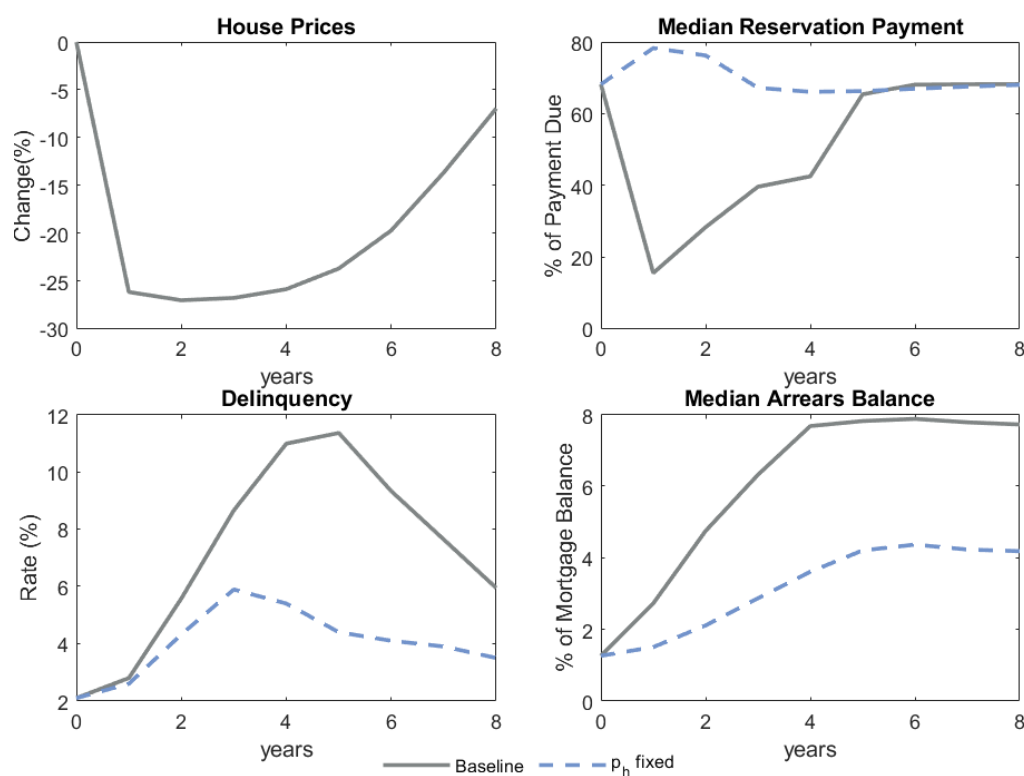 House Prices
Change(%)
0
-5
-10
-15
-20
-25
-30
0 2 4 6 8
years
Median Reservation Payment
% of Payment Due
80
60
40
20
0
0 2 4 6 8
years
Delinquency
Rate (%)
12
10
8
6
4
2
0 2 4 6 8
years
Median Arrears Balance
% of Mortgage Balance
8
6
4
2
0
0 2 4 6 8
years
Baseline p_h fixed